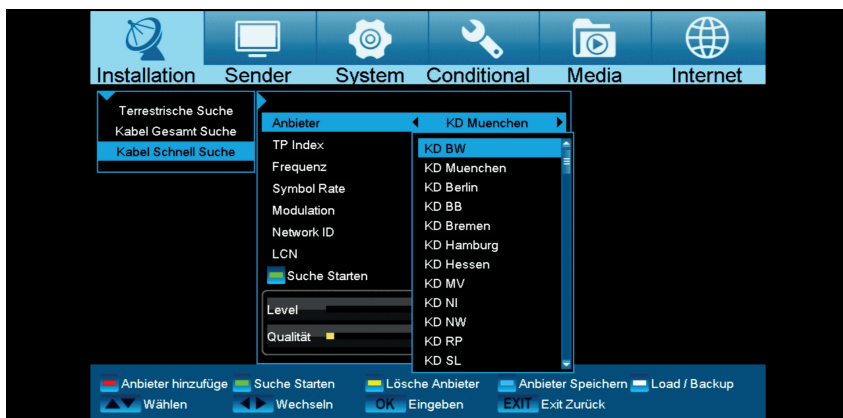 Installation Sender System Conditional Media Internet
Terrestrische Suche
Kabel Gesamt Suche
Kabel Schnell Suche
Anbieter KD Muenchen
TP Index
Frequenz
Symbol Rate
Modulation
Network ID
LCN
Suche Starten
Level
Qualität
KD BW
KD Muenchen
KD Berlin
KD BB
KD Bremen
KD Hamburg
KD Hessen
KD MV
KD NI
KD NW
KD RP
KD SL
Anbieter hinzufüge Suche Starten Lösche Anbieter Anbieter Speichern Load / Backup
Wählen Wechseln OK Eingeben EXIT Exit Zurück